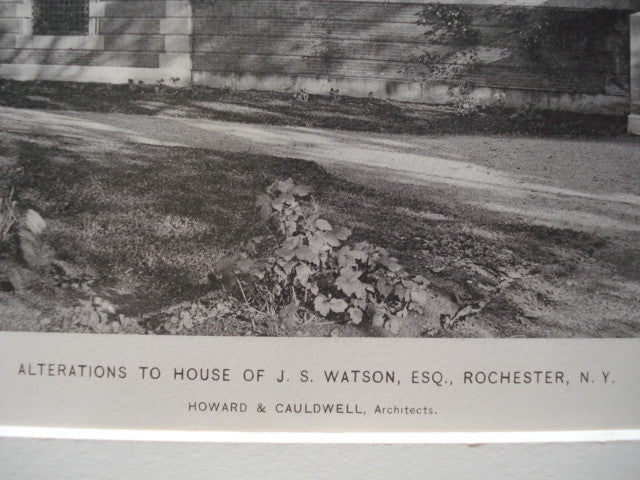 ALTERATIONS TO HOUSE OF J. S. WATSON, ESQ., ROCHESTER, N. Y.
HOWARD & CAULDWELL, Architects.